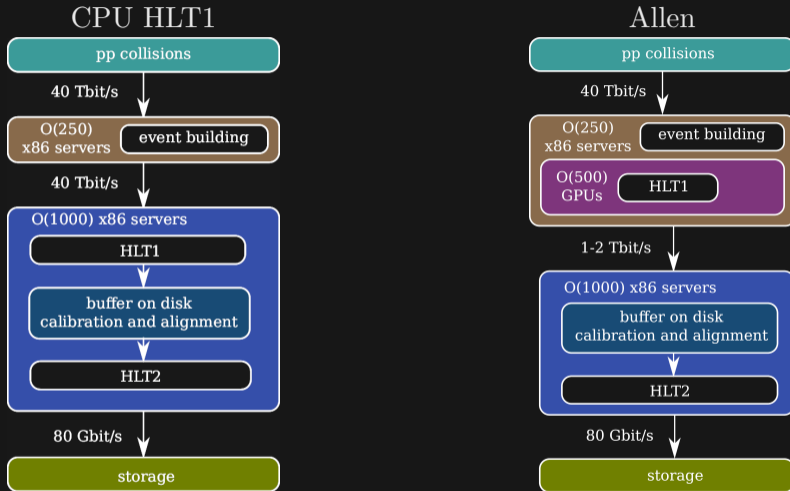 CPU HLT1
pp collisions
40 Tbit/s
O(250)
x86 servers
event building
40 Tbit/s
O(1000) x86 servers
HLT1
buffer on disk
calibration and alignment
HLT2
80 Gbit/s
storage
Allen
pp collisions
40 Tbit/s
O(250)
x86 servers
event building
O(500)
GPUs
HLT1
1-2 Tbit/s
O(1000) x86 servers
buffer on disk
calibration and alignment
HLT2
80 Gbit/s
storage